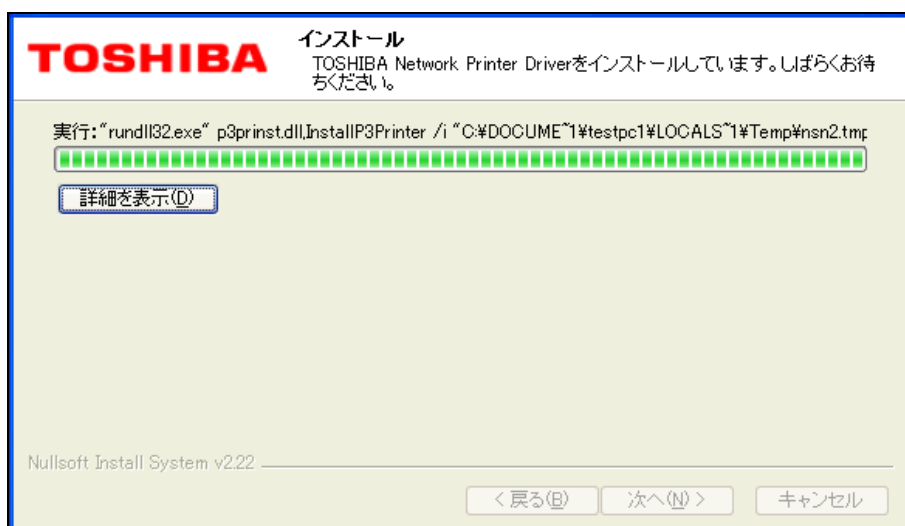 TOSHIBA
インストール
TOSHIBA Network Printer Driverをインストールしています。しばらくお待
ちください。
実行:"rundll32.exe" p3prinst.dll,InstallP3Printer /i "C:¥DOCUME~1¥testpc1¥LOCALS~1¥Temp¥nsn2.tmp
詳細を表示(D)
Nullsoft Install System v2.22
< 戻る(B)
次へ(N) >
キャンセル